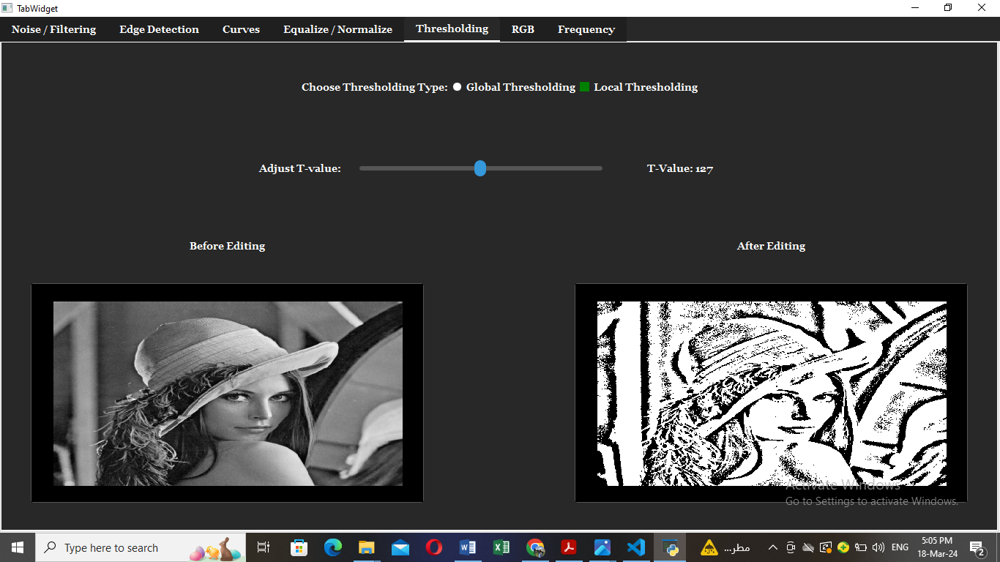 TabWidget
Noise / Filtering Edge Detection Curves Equalize / Normalize Thresholding RGB Frequency
Choose Thresholding Type: Global Thresholding Local Thresholding
Adjust T-value: T-Value: 127
Before Editing After Editing
Activate Windows
Go to Settings to activate Windows.
Type here to search مطر... ENG 5:05 PM
18-Mar-24 2